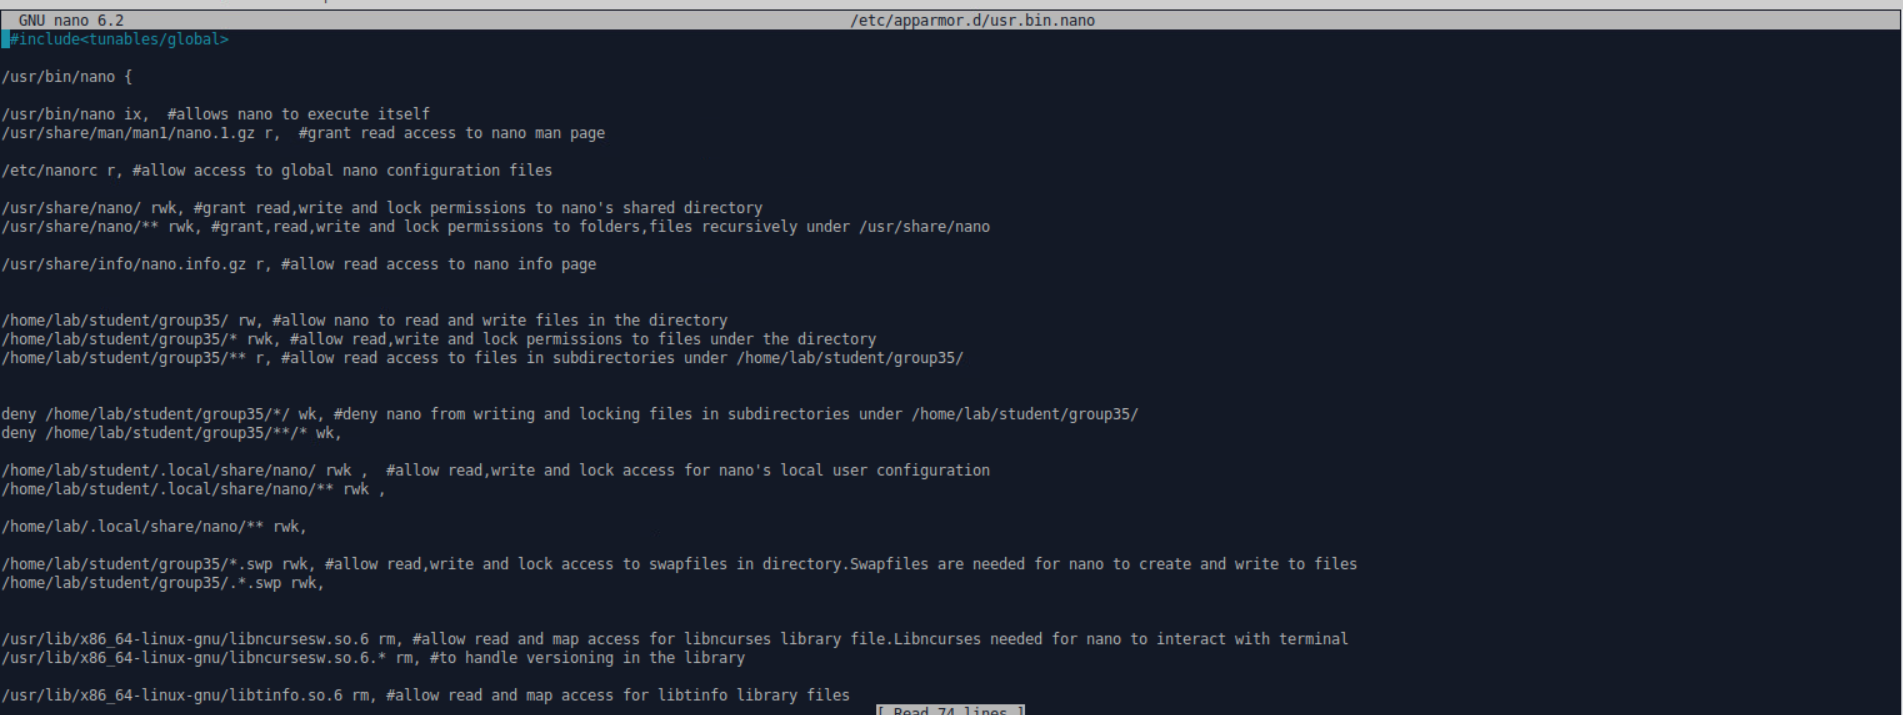 GNU nano 6.2 /etc/apparmor.d/usr.bin.nano
#include<tunables/global>
/usr/bin/nano {
/usr/bin/nano ix,  #allows nano to execute itself
/usr/share/man/man1/nano.1.gz r,  #grant read access to nano man page
/etc/nanorc r, #allow access to global nano configuration files
/usr/share/nano/ rwk, #grant read,write and lock permissions to nano's shared directory
/usr/share/nano/** rwk, #grant,read,write and lock permissions to folders,files recursively under /usr/share/nano
/usr/share/info/nano.info.gz r, #allow read access to nano info page
/home/lab/student/group35/ rw, #allow nano to read and write files in the directory
/home/lab/student/group35/* rwk, #allow read,write and lock permissions to files under the directory
/home/lab/student/group35/** r, #allow read access to files in subdirectories under /home/lab/student/group35/
deny /home/lab/student/group35/*/ wk, #deny nano from writing and locking files in subdirectories under /home/lab/student/group35/
deny /home/lab/student/group35/**/* wk,
/home/lab/student/.local/share/nano/ rwk ,  #allow read,write and lock access for nano's local user configuration
/home/lab/student/.local/share/nano/** rwk ,
/home/lab/.local/share/nano/** rwk,
/home/lab/student/group35/*.swp rwk, #allow read,write and lock access to swapfiles in directory.Swapfiles are needed for nano to create and write to files
/home/lab/student/group35/.*.swp rwk,
/usr/lib/x86_64-linux-gnu/libncursesw.so.6 rm, #allow read and map access for libncurses library file.Libncurses needed for nano to interact with terminal
/usr/lib/x86_64-linux-gnu/libncursesw.so.6.* rm, #to handle versioning in the library
/usr/lib/x86_64-linux-gnu/libtinfo.so.6 rm, #allow read and map access for libtinfo library files
[ Read 74 lines ]